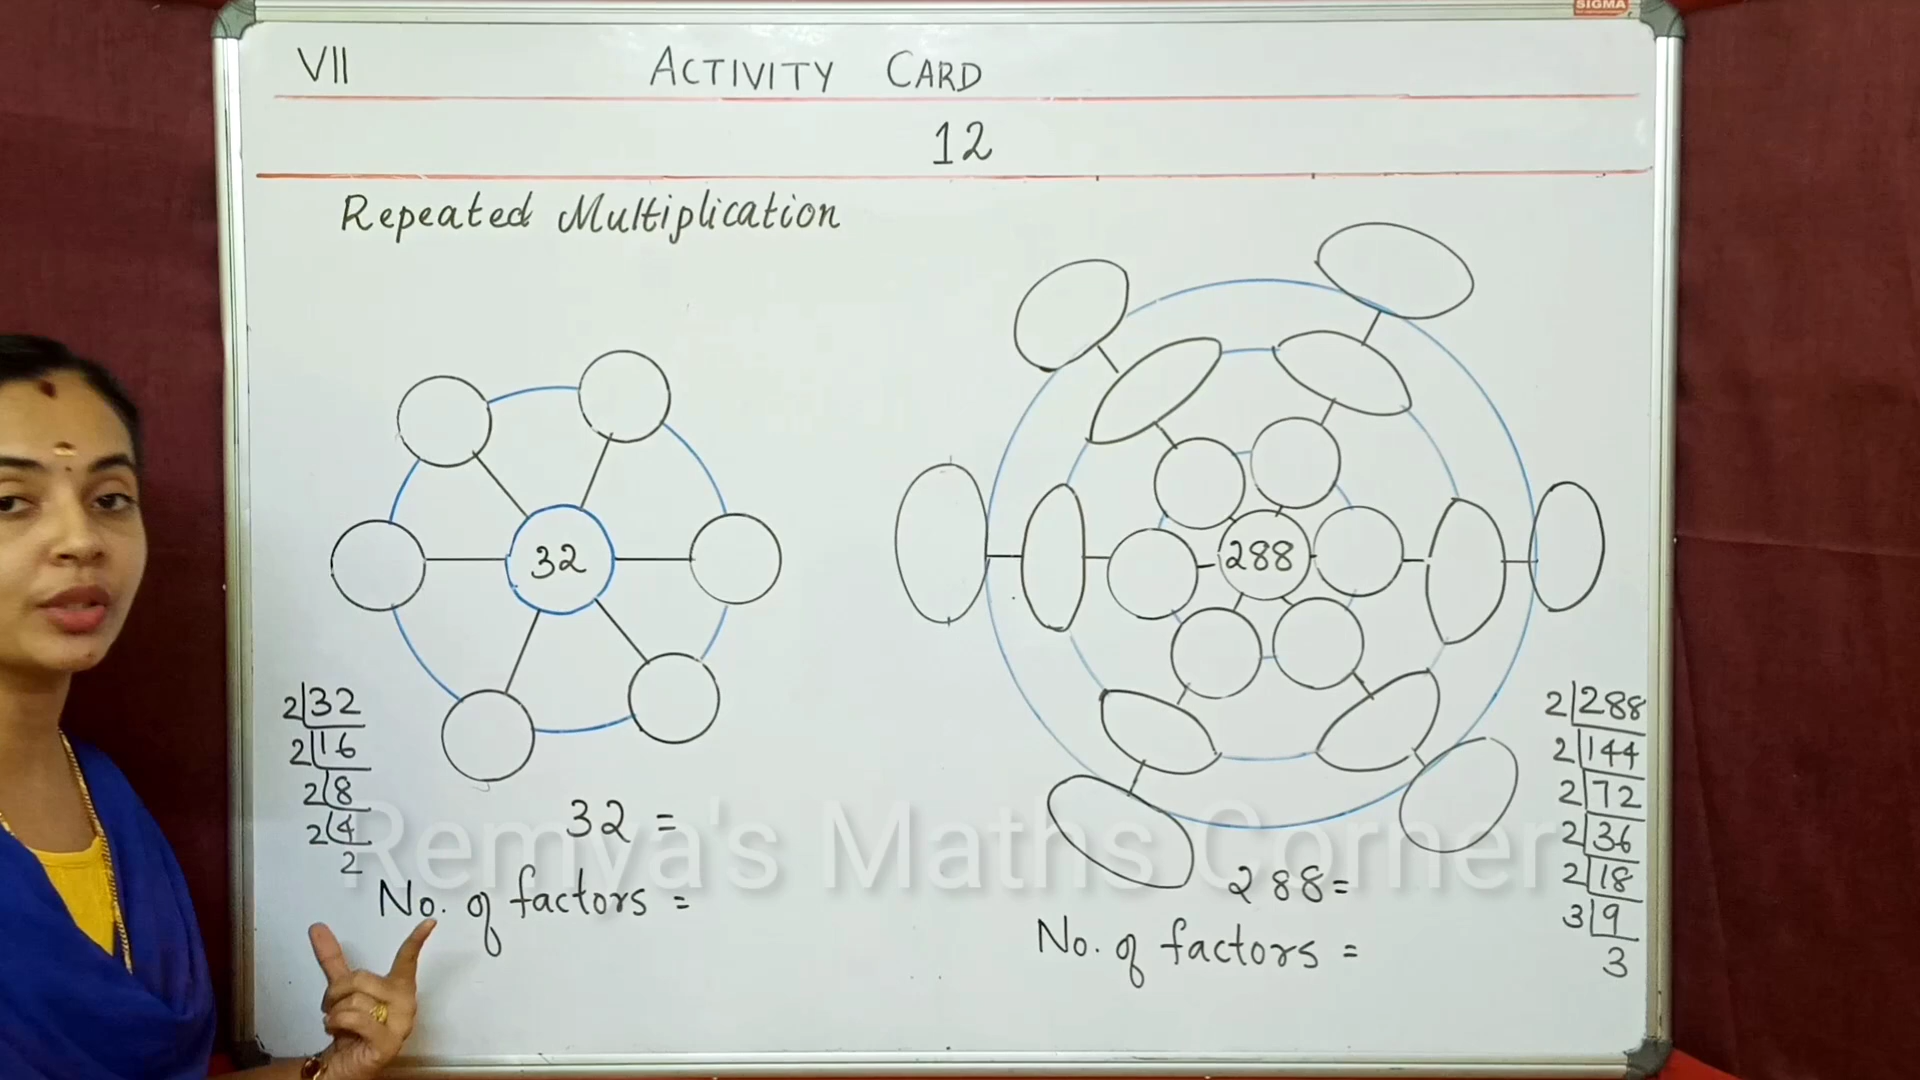 SIGMA
VII ACTIVITY CARD
12
Repeated Multiplication
32
288
2|32
2|16
2|8
2|4
2
32 =
No. of factors =
2|288
2|144
2|72
2|36
2|18
3|9
3
288=
No. of factors =
Remya's Maths Corner